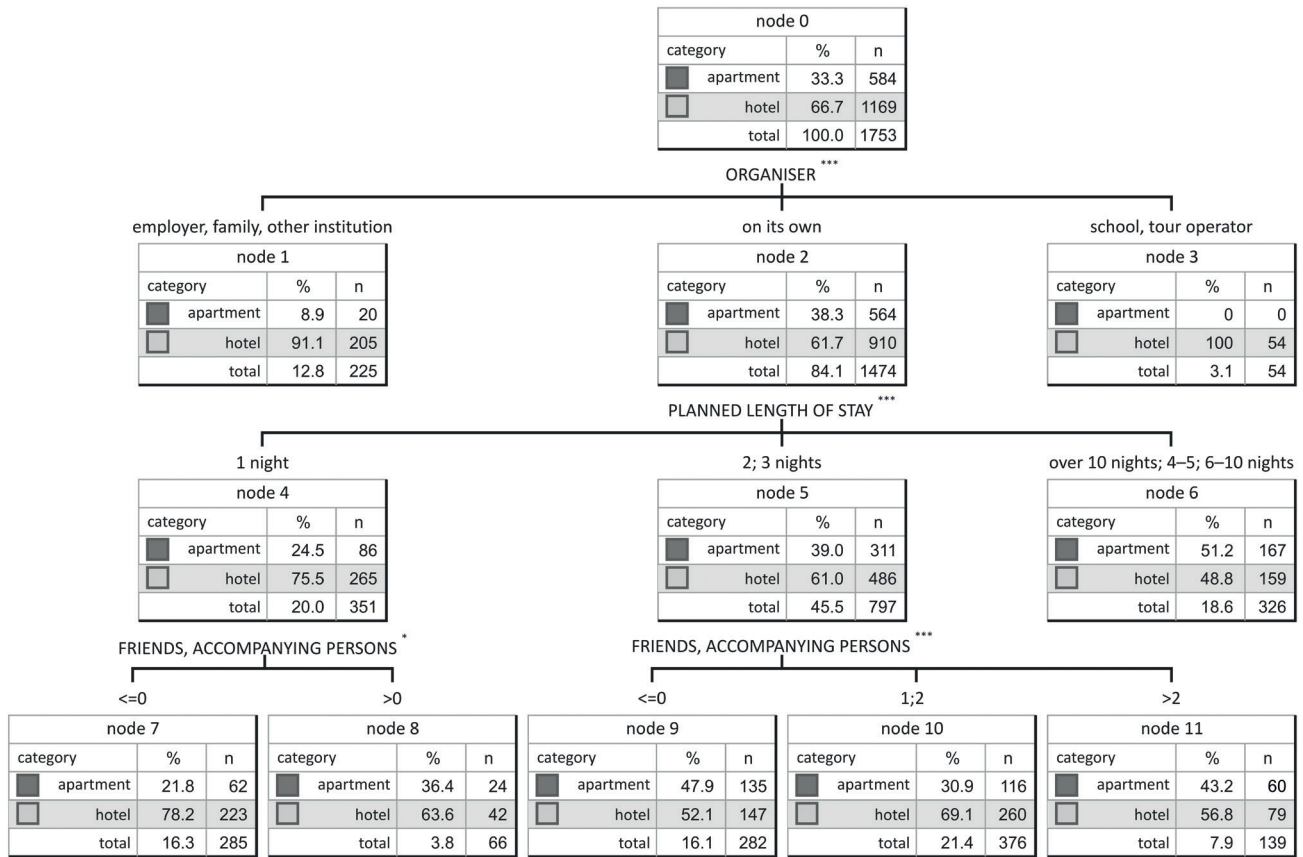 node 0
category % n
apartment 33.3 584
hotel 66.7 1169
total 100.0 1753
ORGANISER ***
employer, family, other institution
node 1
category % n
apartment 8.9 20
hotel 91.1 205
total 12.8 225
on its own
node 2
category % n
apartment 38.3 564
hotel 61.7 910
total 84.1 1474
school, tour operator
node 3
category % n
apartment 0 0
hotel 100 54
total 3.1 54
PLANNED LENGTH OF STAY ***
1 night
node 4
category % n
apartment 24.5 86
hotel 75.5 265
total 20.0 351
2; 3 nights
node 5
category % n
apartment 39.0 311
hotel 61.0 486
total 45.5 797
over 10 nights; 4–5; 6–10 nights
node 6
category % n
apartment 51.2 167
hotel 48.8 159
total 18.6 326
FRIENDS, ACCOMPANYING PERSONS *
<=0
node 7
category % n
apartment 21.8 62
hotel 78.2 223
total 16.3 285
>0
node 8
category % n
apartment 36.4 24
hotel 63.6 42
total 3.8 66
FRIENDS, ACCOMPANYING PERSONS ***
<=0
node 9
category % n
apartment 47.9 135
hotel 52.1 147
total 16.1 282
1;2
node 10
category % n
apartment 30.9 116
hotel 69.1 260
total 21.4 376
>2
node 11
category % n
apartment 43.2 60
hotel 56.8 79
total 7.9 139